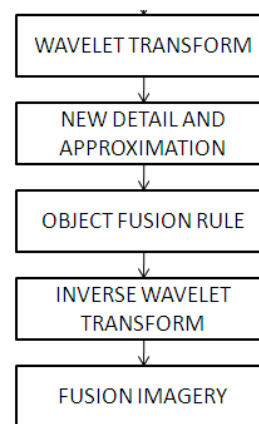 WAVELET TRANSFORM
NEW DETAIL AND
APPROXIMATION
OBJECT FUSION RULE
INVERSE WAVELET
TRANSFORM
FUSION IMAGERY